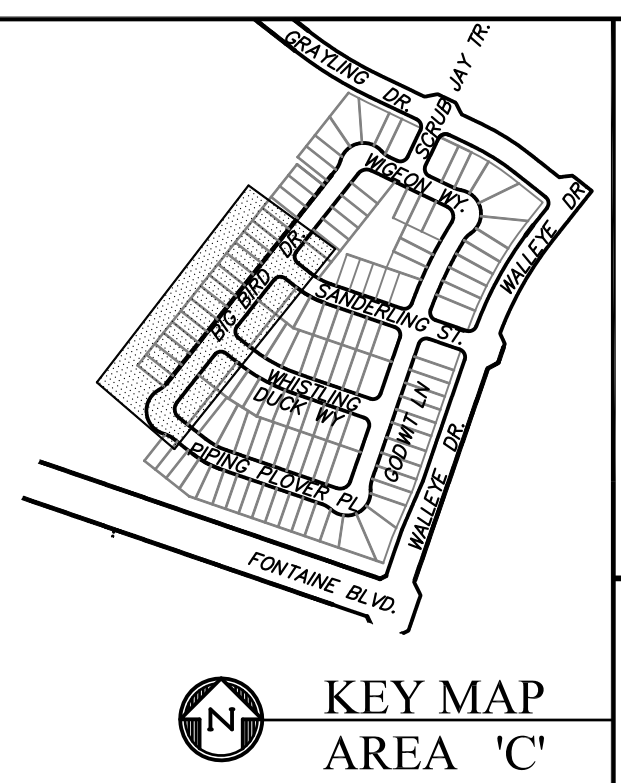 GRAYLING DR.
SCRUB JAY TR.
WIGEON WY.
WALLEYE DR
BIG BIRD DR.
SANDERLING ST.
WHISTLING
DUCK WY
GODWIT LN
PIPING PLOVER PL
WALLEYE DR.
FONTAINE BLVD.
N
KEY MAP
AREA 'C'